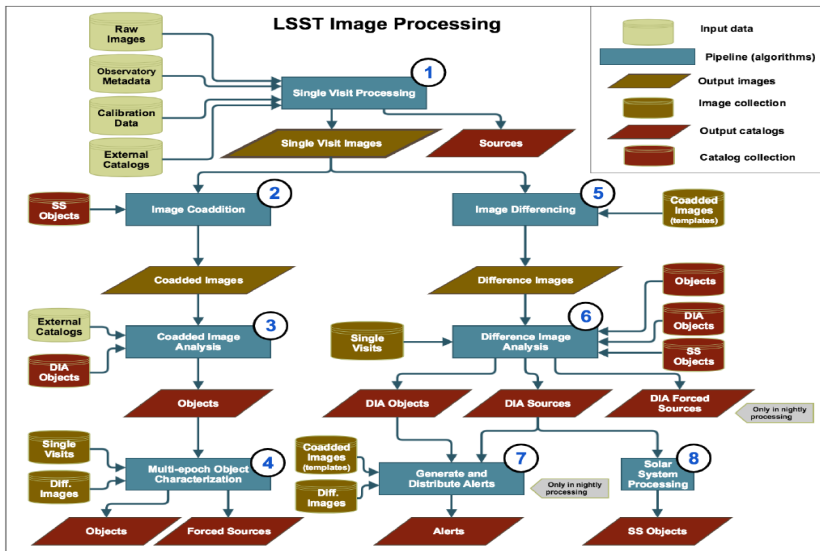 LSST Image Processing
Input data
Pipeline (algorithms)
Output images
Image collection
Output catalogs
Catalog collection
Raw
Images
Observatory
Metadata
Calibration
Data
External
Catalogs
1
Single Visit Processing
Single Visit Images
Sources
SS
Objects
2
Image Coaddition
5
Image Differencing
Coadded
Images
(templates)
Coadded Images
Difference Images
External
Catalogs
DIA
Objects
3
Coadded Image
Analysis
Single
Visits
6
Difference Image
Analysis
Objects
DIA
Objects
SS
Objects
Objects
DIA Objects
DIA Sources
DIA Forced
Sources
Only in nightly
processing
Single
Visits
Diff.
Images
4
Multi-epoch Object
Characterization
Coadded
Images
(templates)
Diff.
Images
7
Generate and
Distribute Alerts
Only in nightly
processing
8
Solar
System
Processing
Objects
Forced Sources
Alerts
SS Objects